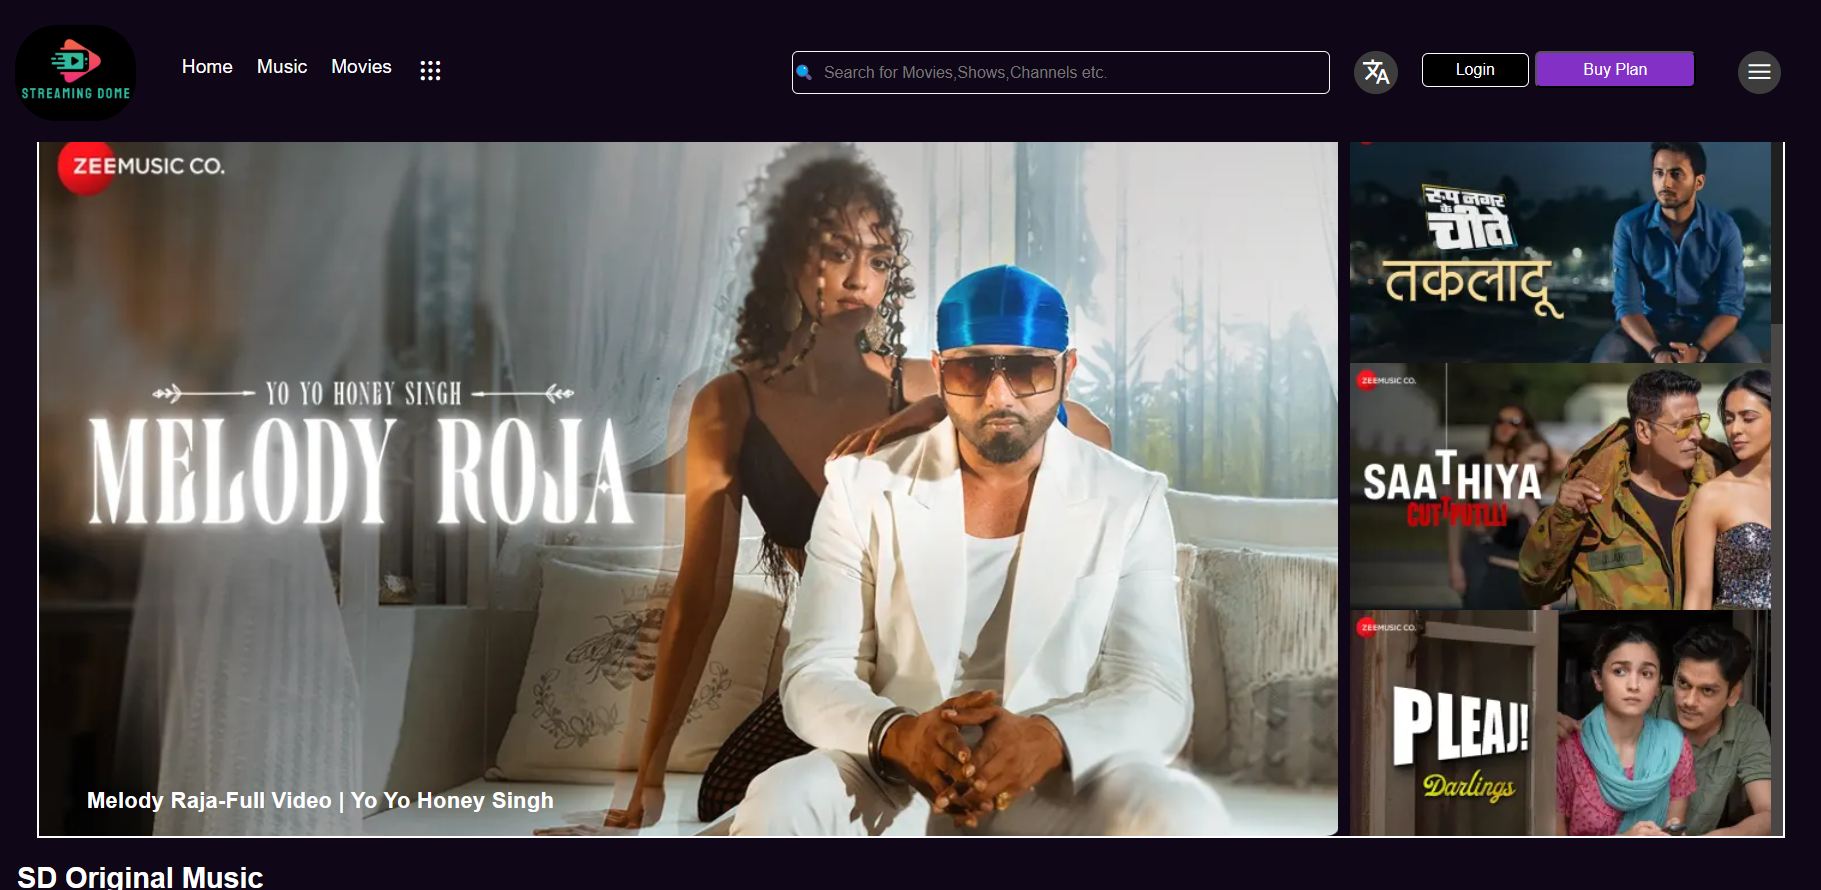 STREAMING DOME
Home Music Movies
Search for Movies,Shows,Channels etc.
Login
Buy Plan
ZEEMUSIC CO.
YO YO HONEY SINGH
MELODY ROJA
Melody Raja-Full Video | Yo Yo Honey Singh
रूप नगर
के
चीते
तकलादू
ZEEMUSIC CO.
SAATHIYA
CUTTPUTLLI
ZEEMUSIC CO.
PLEAJ!
Darlings
SD Original Music